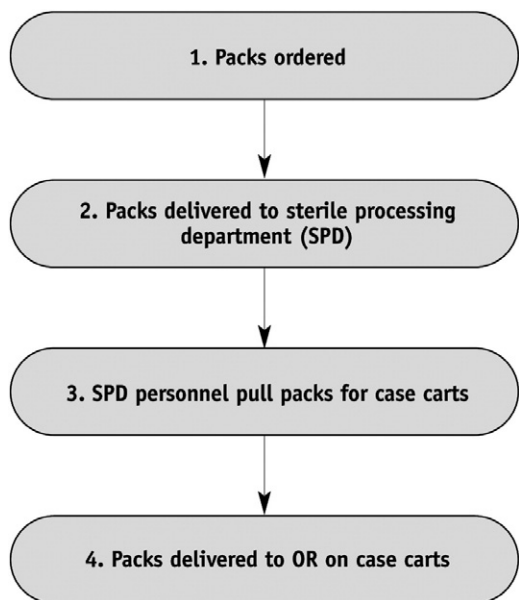 1. Packs ordered
2. Packs delivered to sterile processing
department (SPD)
3. SPD personnel pull packs for case carts
4. Packs delivered to OR on case carts